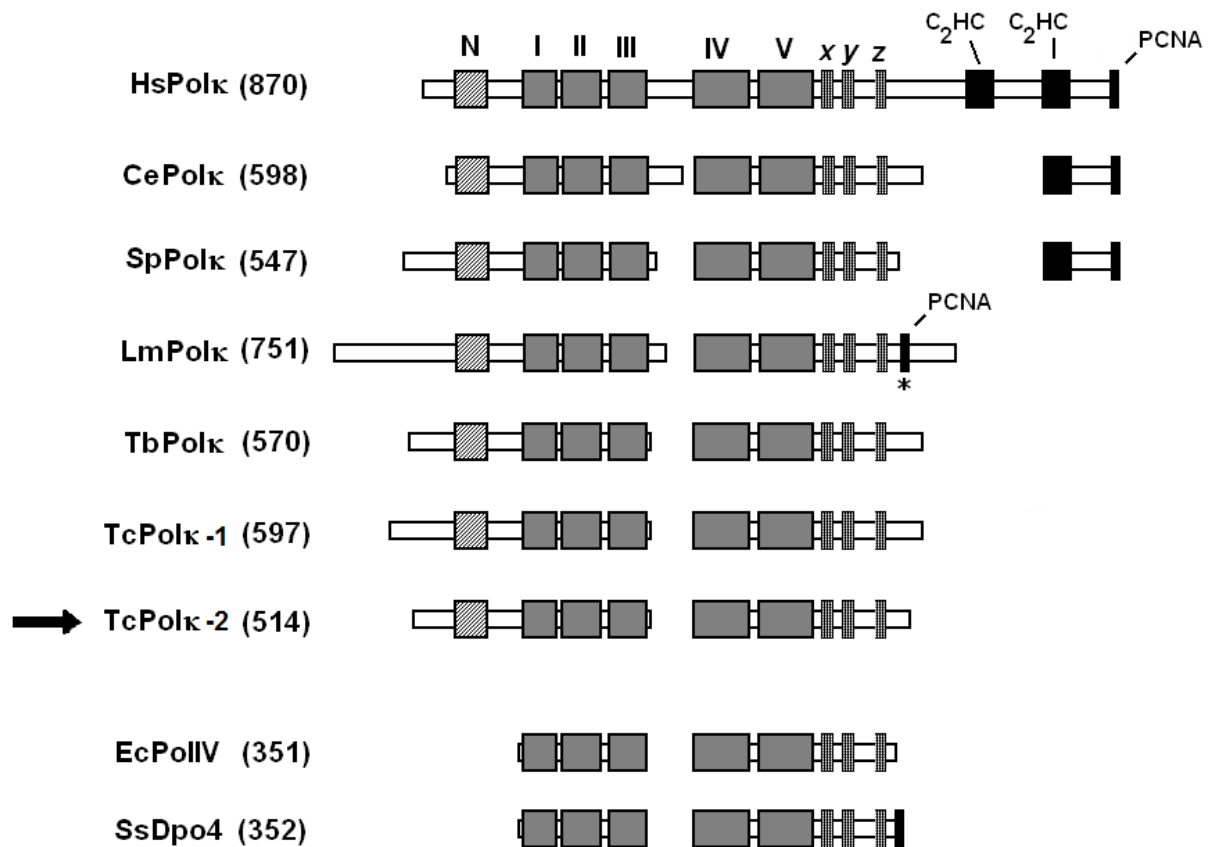 C2HC C2HC PCNA
N I II III IV V x y z
HsPolκ (870)
CePolκ (598)
SpPolκ (547)
PCNA
LmPolκ (751)
*
TbPolκ (570)
TcPolκ-1 (597)
TcPolκ-2 (514)
EcPolIV (351)
SsDpo4 (352)